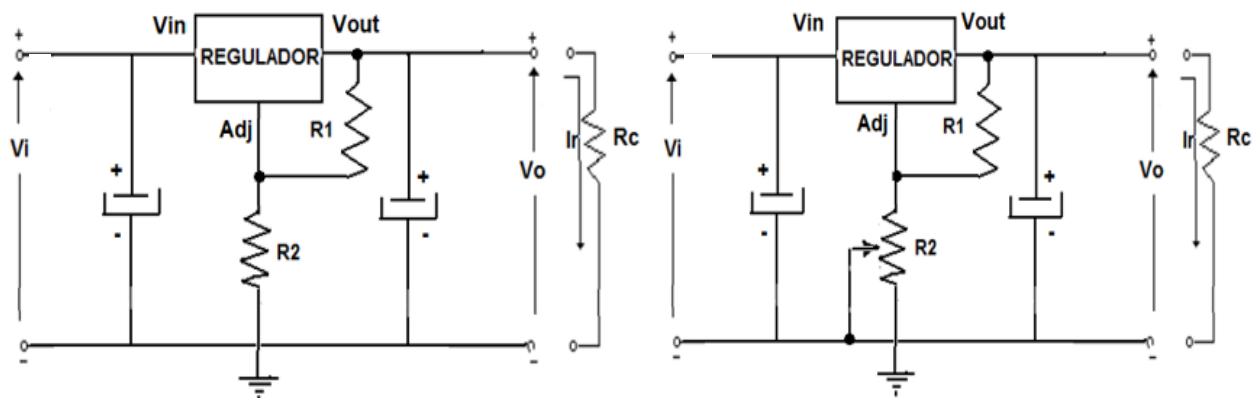 Vin Vout
+ REGULADOR +
Adj R1
Vi Vo Ir Rc
+ +
- -
R2
- -
Vin Vout
+ REGULADOR +
Adj R1
Vi Vo Ir Rc
+ +
- -
R2
- -